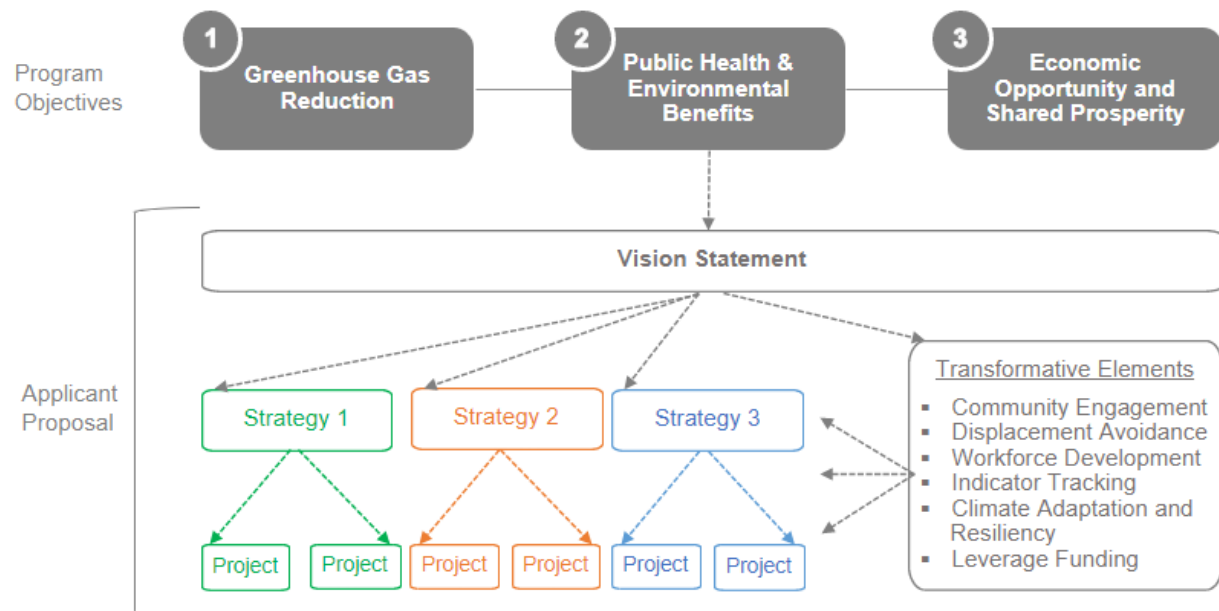 Program
Objectives
1
Greenhouse Gas
Reduction
2
Public Health &
Environmental
Benefits
3
Economic
Opportunity and
Shared Prosperity
Vision Statement
Applicant
Proposal
Strategy 1
Strategy 2
Strategy 3
Project
Project
Project
Project
Project
Project
Transformative Elements
▪ Community Engagement
▪ Displacement Avoidance
▪ Workforce Development
▪ Indicator Tracking
▪ Climate Adaptation and
Resiliency
▪ Leverage Funding